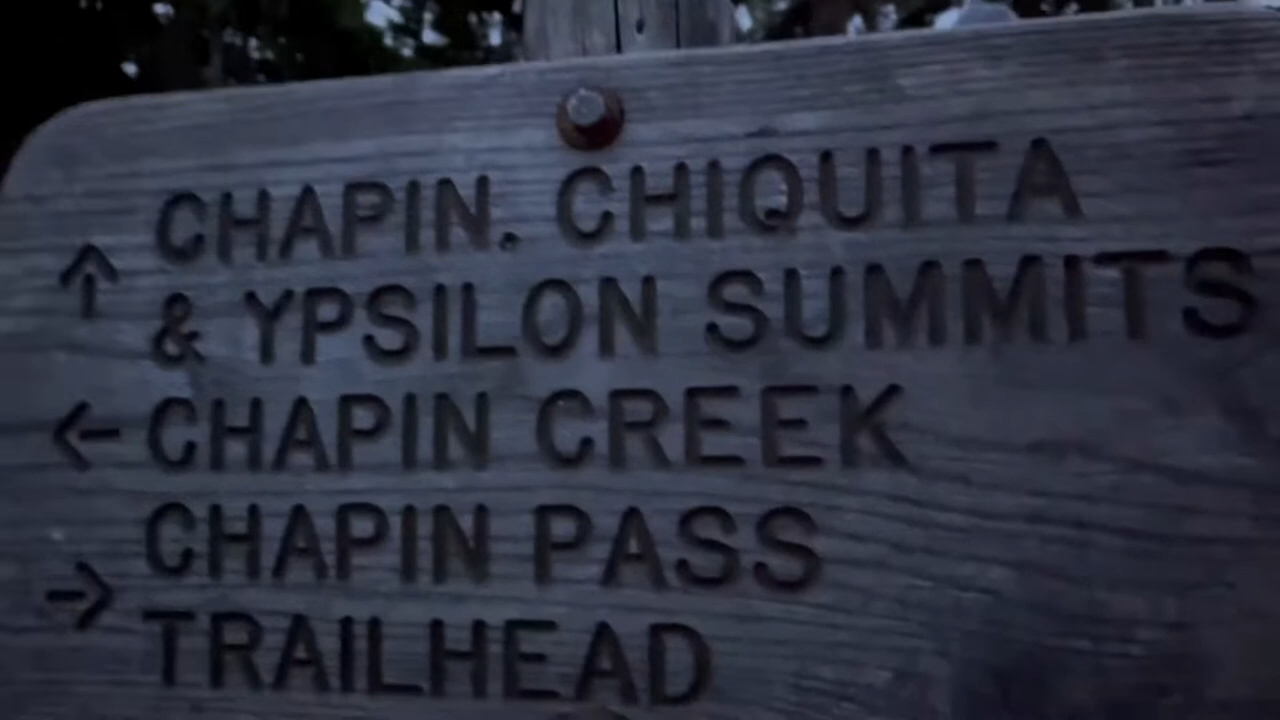 ↑ CHAPIN, CHIQUITA
& YPSILON SUMMITS
← CHAPIN CREEK
CHAPIN PASS
→ TRAILHEAD